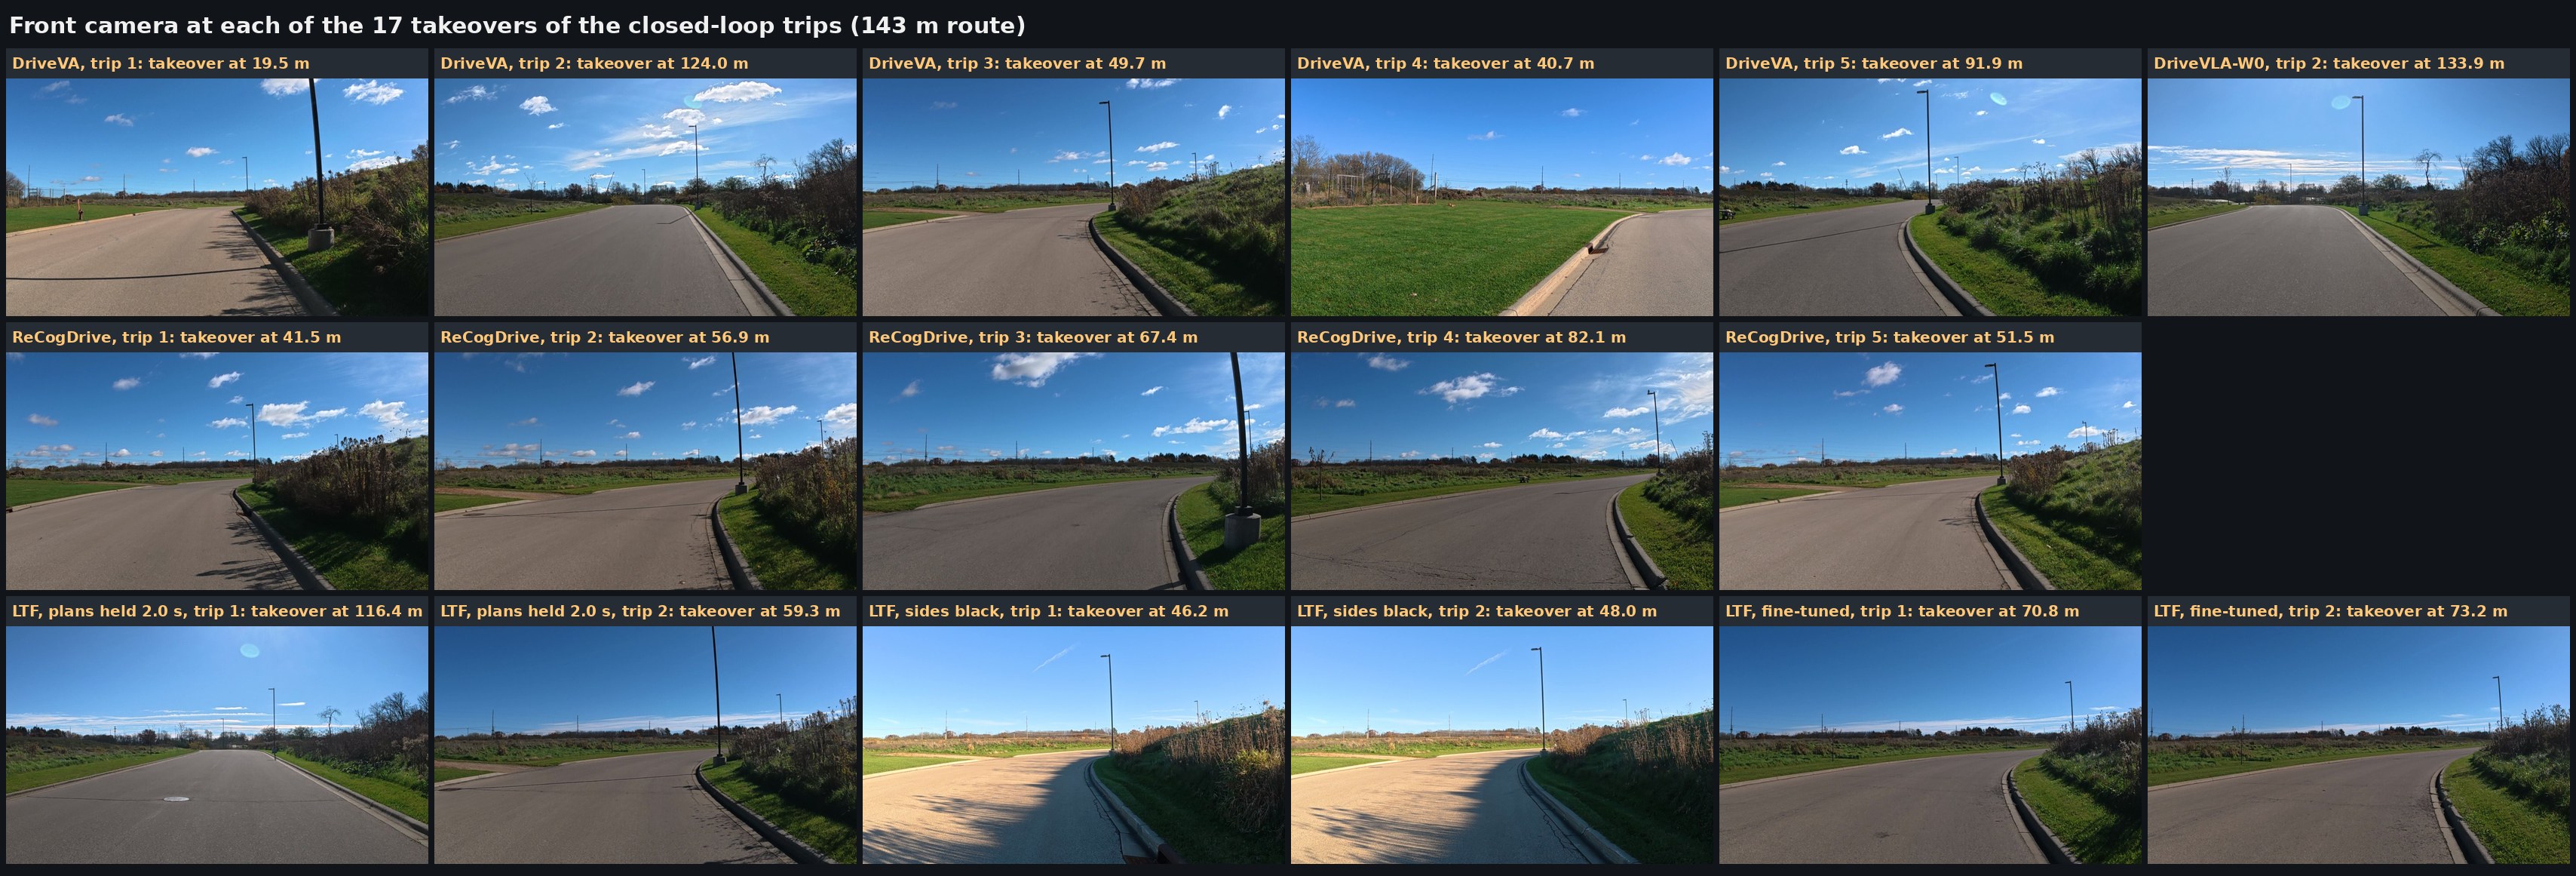 Front camera at each of the 17 takeovers of the closed-loop trips (143 m route)
DriveVA, trip 1: takeover at 19.5 m
DriveVA, trip 2: takeover at 124.0 m
DriveVA, trip 3: takeover at 49.7 m
DriveVA, trip 4: takeover at 40.7 m
DriveVA, trip 5: takeover at 91.9 m
DriveVLA-W0, trip 2: takeover at 133.9 m
ReCogDrive, trip 1: takeover at 41.5 m
ReCogDrive, trip 2: takeover at 56.9 m
ReCogDrive, trip 3: takeover at 67.4 m
ReCogDrive, trip 4: takeover at 82.1 m
ReCogDrive, trip 5: takeover at 51.5 m
LTF, plans held 2.0 s, trip 1: takeover at 116.4 m
LTF, plans held 2.0 s, trip 2: takeover at 59.3 m
LTF, sides black, trip 1: takeover at 46.2 m
LTF, sides black, trip 2: takeover at 48.0 m
LTF, fine-tuned, trip 1: takeover at 70.8 m
LTF, fine-tuned, trip 2: takeover at 73.2 m